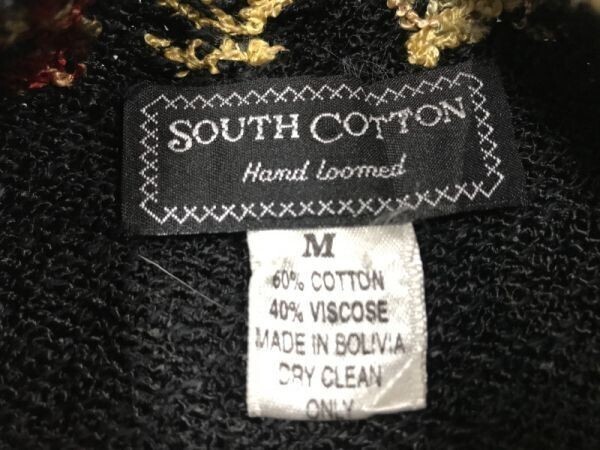 SOUTH COTTON
Hand Loomed
M
60% COTTON
40% VISCOSE
MADE IN BOLIVIA
DRY CLEAN
ONLY